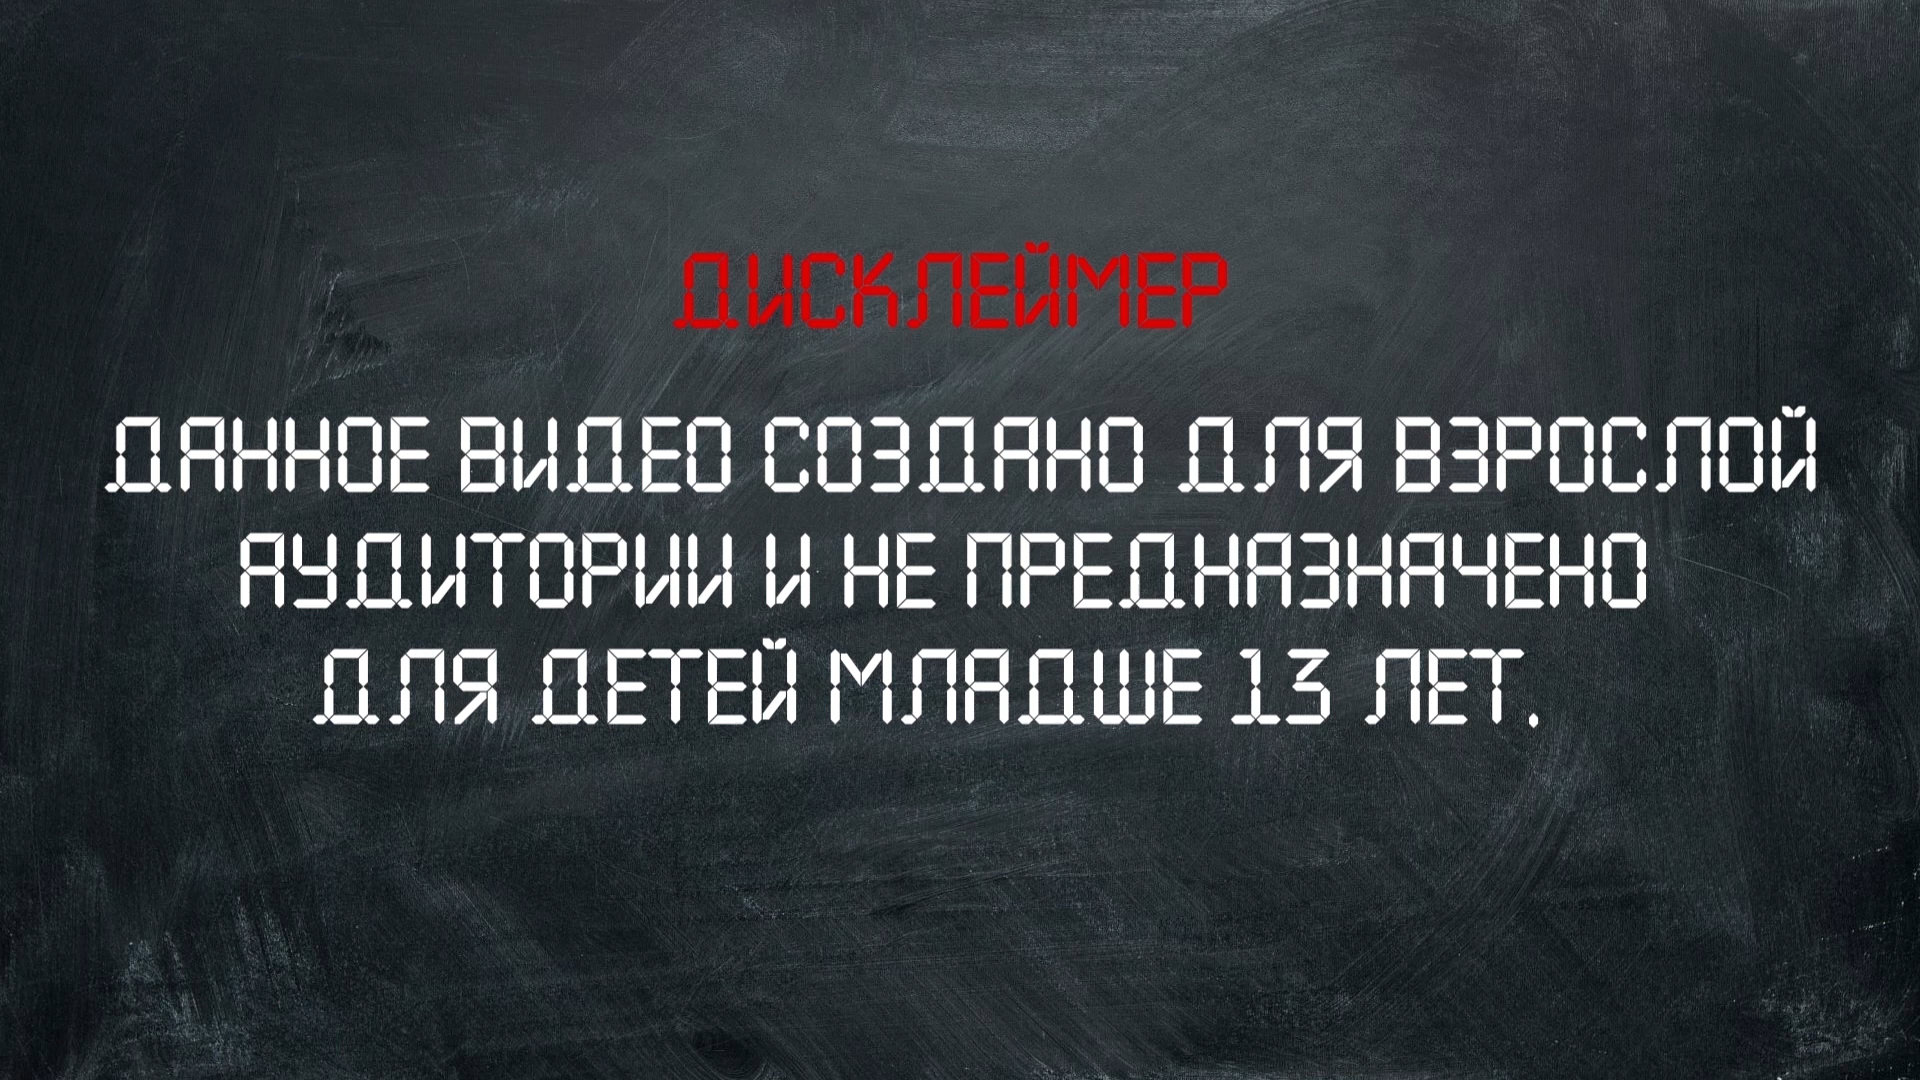 ДИСКЛЕЙМЕР
ДАННОЕ ВИДЕО СОЗДАНО ДЛЯ ВЗРОСЛОЙ
АУДИТОРИИ И НЕ ПРЕДНАЗНАЧЕНО
ДЛЯ ДЕТЕЙ МЛАДШЕ 13 ЛЕТ.